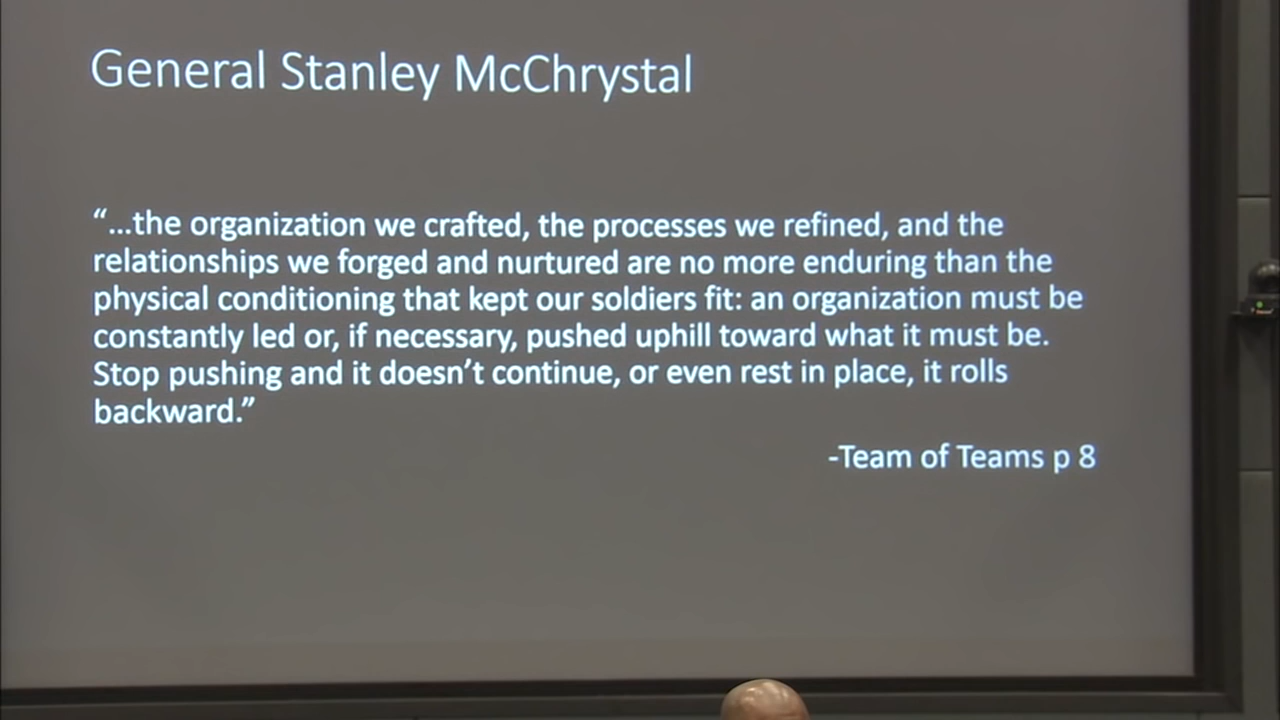 General Stanley McChrystal
“...the organization we crafted, the processes we refined, and the
relationships we forged and nurtured are no more enduring than the
physical conditioning that kept our soldiers fit: an organization must be
constantly led or, if necessary, pushed uphill toward what it must be.
Stop pushing and it doesn’t continue, or even rest in place, it rolls
backward.”
-Team of Teams p 8